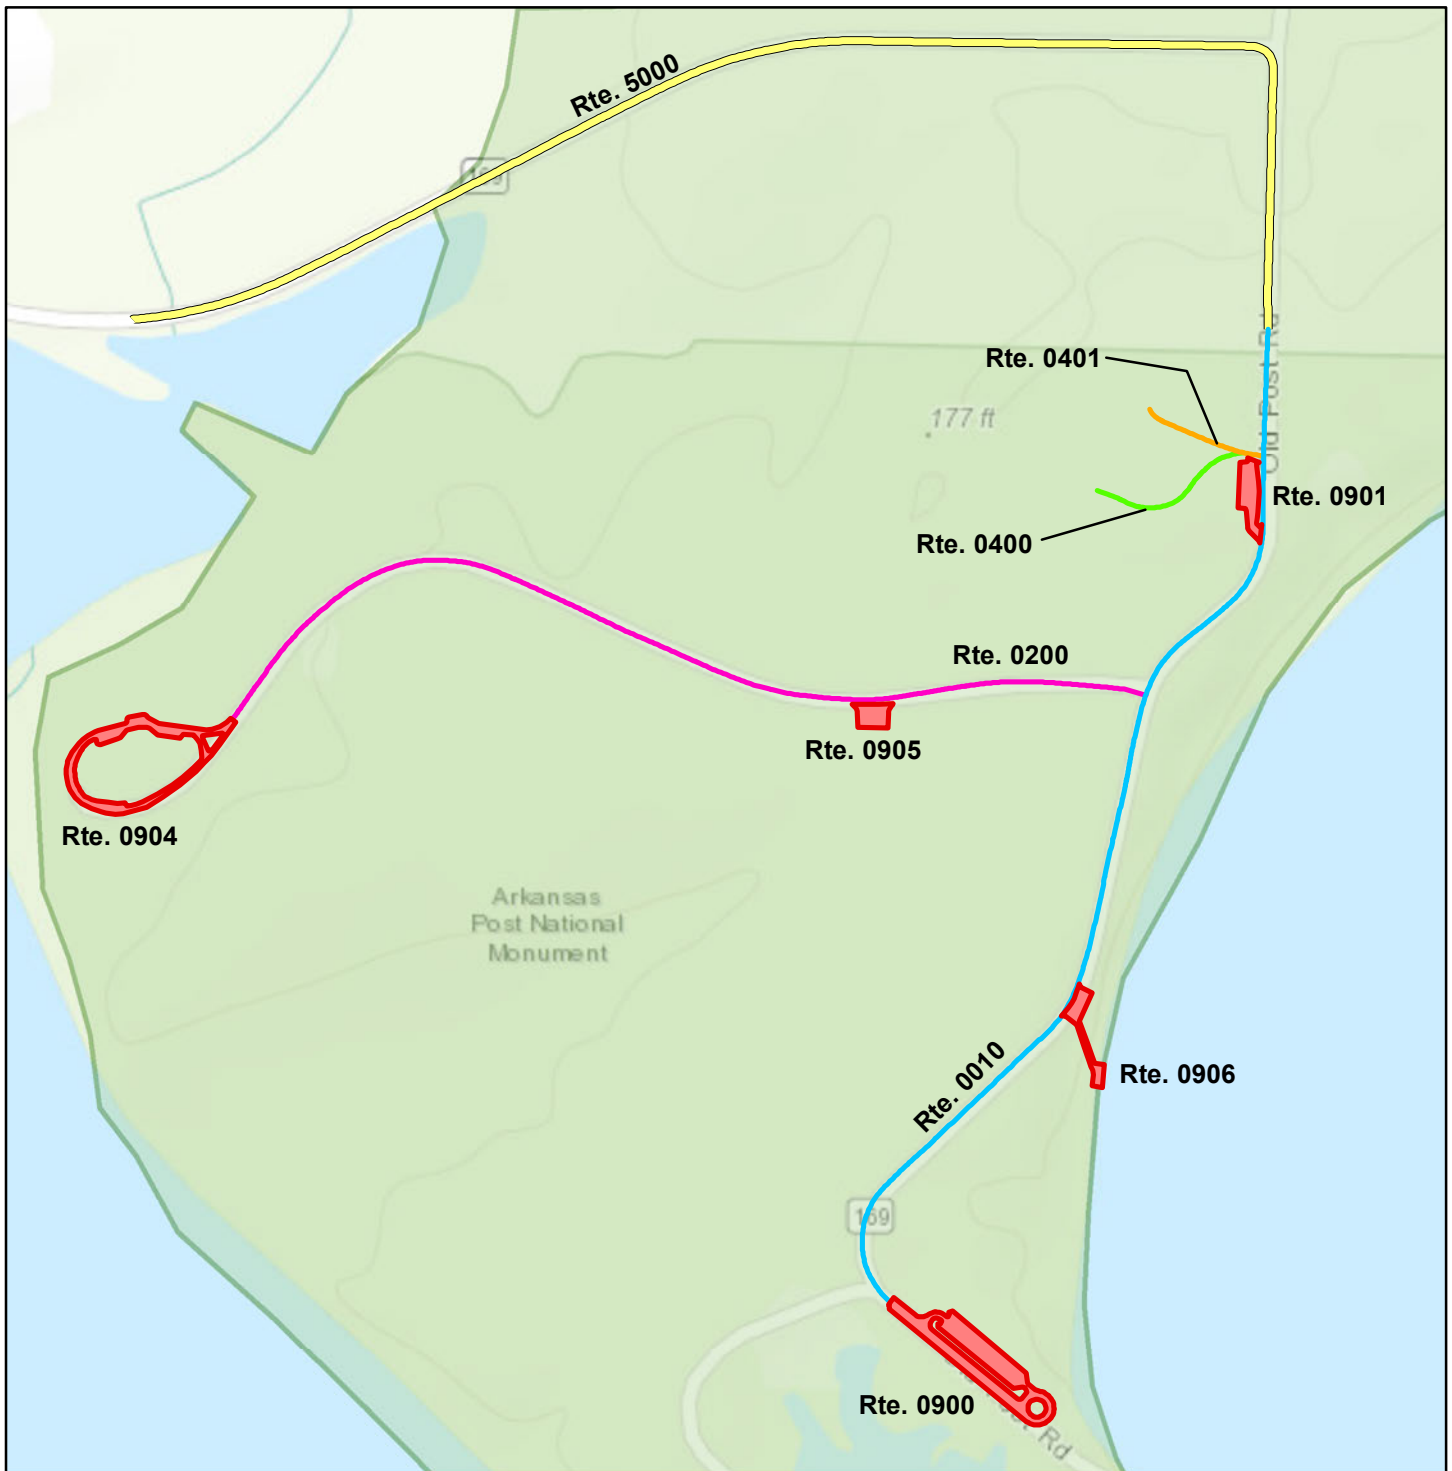 Rte. 5000
169
Old Post Rd
Rte. 0401
177 ft
Rte. 0901
Rte. 0400
Rte. 0200
Rte. 0905
Rte. 0904
Arkansas
Post National
Monument
Rte. 0010
Rte. 0906
169
Rte. 0900
Rd